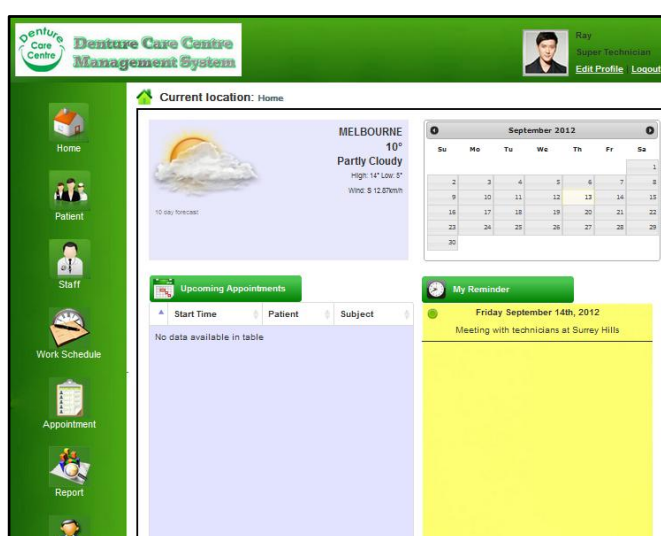 Denture
Care
Centre
Denture Care Centre
Management System
Ray
Super Technician
Edit Profile | Logout
Current location: Home
Home
Patient
Staff
Work Schedule
Appointment
Report
MELBOURNE
10°
Partly Cloudy
High: 14° Low: 5°
Wind: S 12.87km/h
10 day forecast
September 2012
Su Mo Tu We Th Fr Sa
1
2 3 4 5 6 7 8
9 10 11 12 13 14 15
16 17 18 19 20 21 22
23 24 25 26 27 28 29
30
Upcoming Appointments
Start Time Patient Subject
No data available in table
My Reminder
Friday September 14th, 2012
Meeting with technicians at Surrey Hills